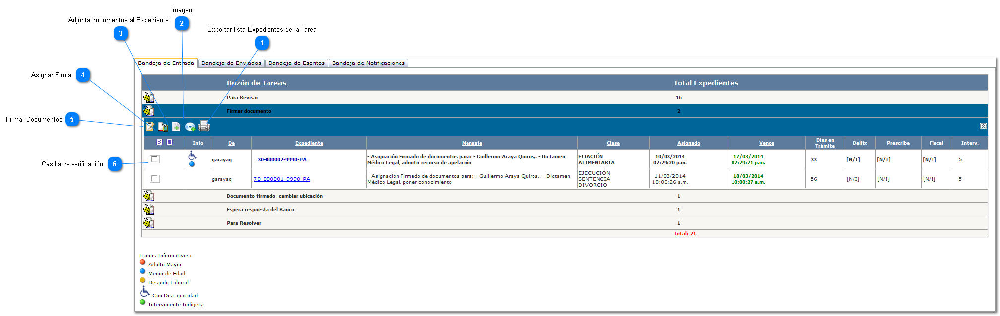 Imagen
2
Adjunta documentos al Expediente
3
Exportar lista Expedientes de la Tarea
1
Asignar Firma
4
Firmar Documentos
5
Casilla de verificación
6
Bandeja de Entrada
Bandeja de Enviados
Bandeja de Escritos
Bandeja de Notificaciones
Buzón de Tareas
Total Expedientes
Para Revisar
16
Firmar documento
2
Info
De
Expediente
Mensaje
Clase
Asignado
Vence
Días en
Trámite
Delito
Prescribe
Fiscal
Interv.
garayaq
30-000002-9990-PA
- Asignación Firmado de documentos para: - Guillermo Araya Quiros,. - Dictamen
Médico Legal, admitir recurso de apelación
FIJACIÓN
ALIMENTARIA
10/03/2014
02:29:20 p.m.
17/03/2014
02:29:21 p.m.
33
[N/I]
[N/I]
[N/I]
5
garayaq
70-000001-9990-PA
- Asignación Firmado de documentos para: - Guillermo Araya Quiros,. - Dictamen
Médico Legal, poner conocimiento
EJECUCIÓN
SENTENCIA
DIVORCIO
11/03/2014
10:00:26 a.m.
18/03/2014
10:00:27 a.m.
56
[N/I]
[N/I]
[N/I]
5
Documento firmado -cambiar ubicación-
1
Espera respuesta del Banco
1
Para Resolver
1
Total: 21
Iconos Informativos:
Adulto Mayor
Menor de Edad
Despido Laboral
Con Discapacidad
Interviniente Indígena